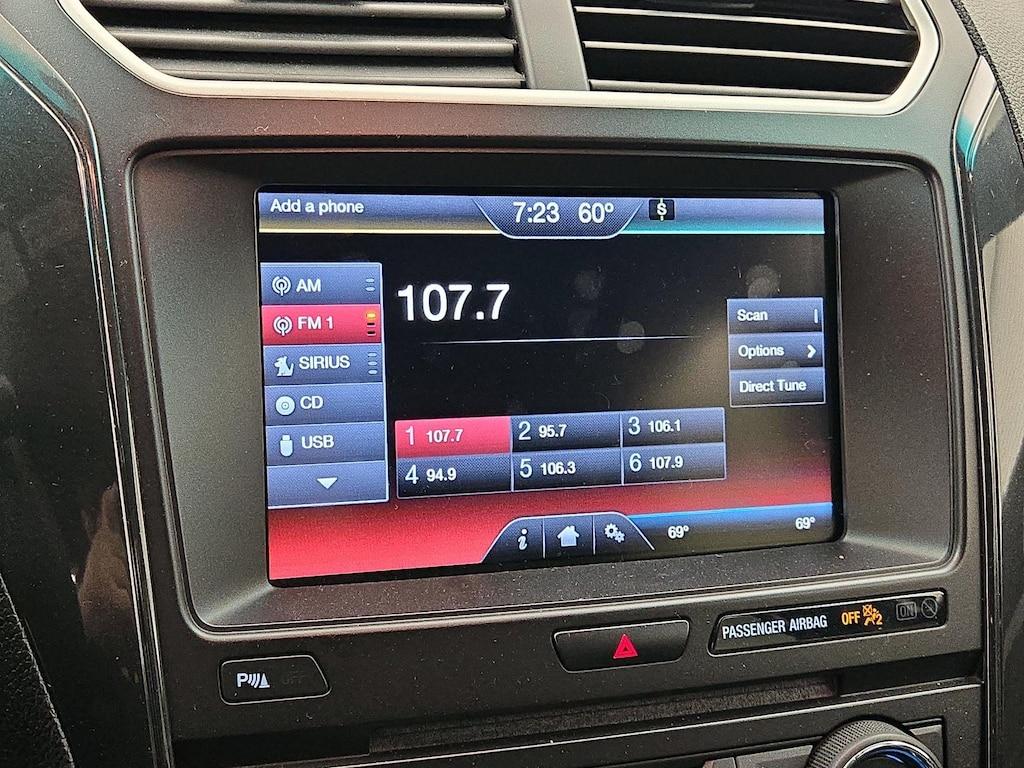 Add a phone
7:23 60°
S
AM
FM 1
SIRIUS
CD
USB
107.7
Scan
Options
Direct Tune
1 107.7
2 95.7
3 106.1
4 94.9
5 106.3
6 107.9
i
69°
69°
PASSENGER AIRBAG OFF 2 ON
P OFF